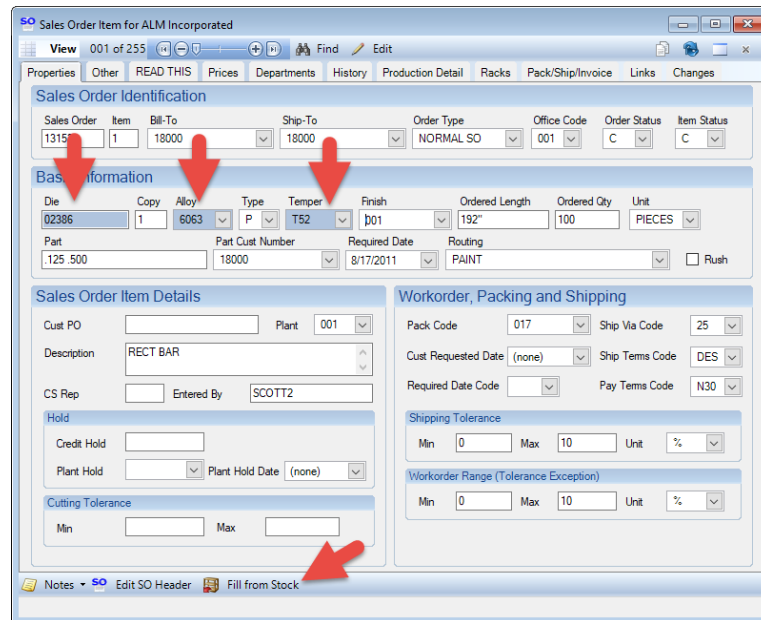 SO Sales Order Item for ALM Incorporated
View 001 of 255 Find Edit
Properties Other READ THIS Prices Departments History Production Detail Racks Pack/Ship/Invoice Links Changes
Sales Order Identification
Sales Order Item Bill-To Ship-To Order Type Office Code Order Status Item Status
1 18000 18000 NORMAL SO 001 C C
Die Copy Alloy Type Temper Finish Ordered Length Ordered Qty Unit
02386 1 6063 P T52 001 192" 100 PIECES
Part Part Cust Number Required Date Routing
.125 .500 18000 8/17/2011 PAINT Rush
Sales Order Item Details
Cust PO Plant 001
Description RECT BAR
CS Rep Entered By SCOTT2
Hold
Credit Hold
Plant Hold Plant Hold Date (none)
Cutting Tolerance
Min Max
Workorder, Packing and Shipping
Pack Code 017 Ship Via Code 25
Cust Requested Date (none) Ship Terms Code DES
Required Date Code Pay Terms Code N30
Shipping Tolerance
Min 0 Max 10 Unit %
Workorder Range (Tolerance Exception)
Min 0 Max 10 Unit %
Notes SO Edit SO Header Fill from Stock